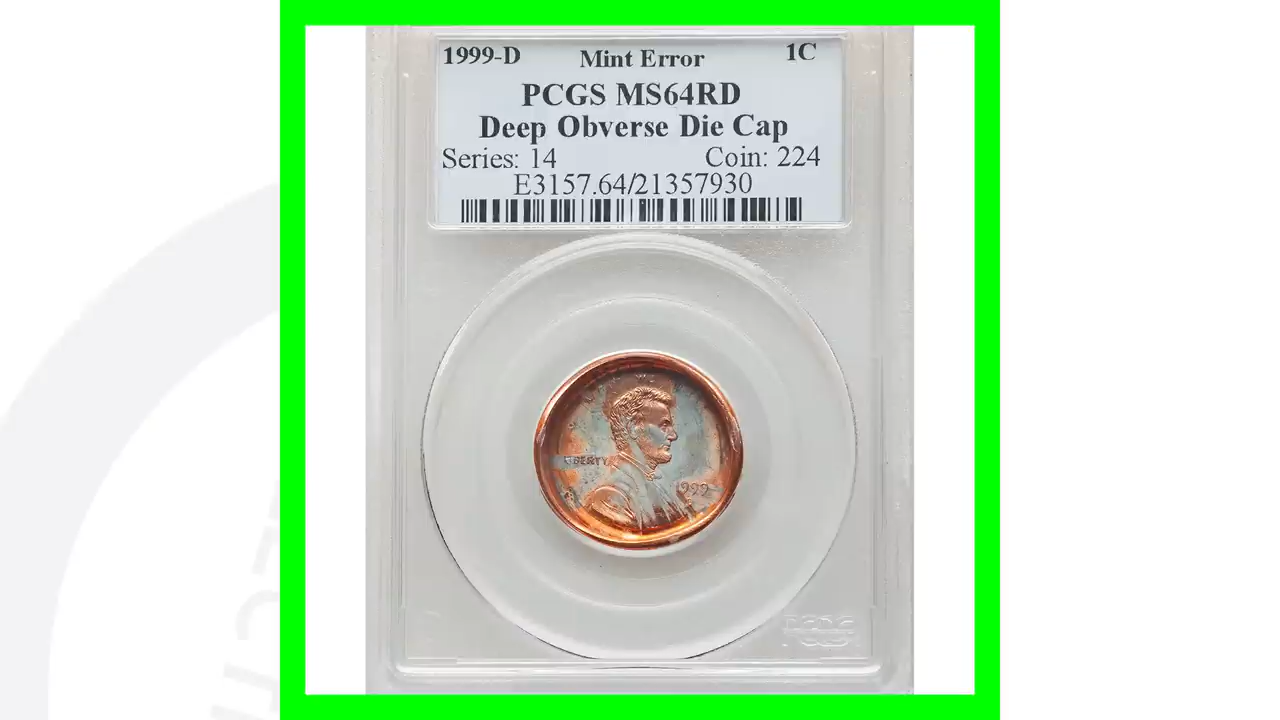 1999-D Mint Error 1C
PCGS MS64RD
Deep Obverse Die Cap
Series: 14 Coin: 224
E3157.64/21357930
LIBERTY
1999
PCGS